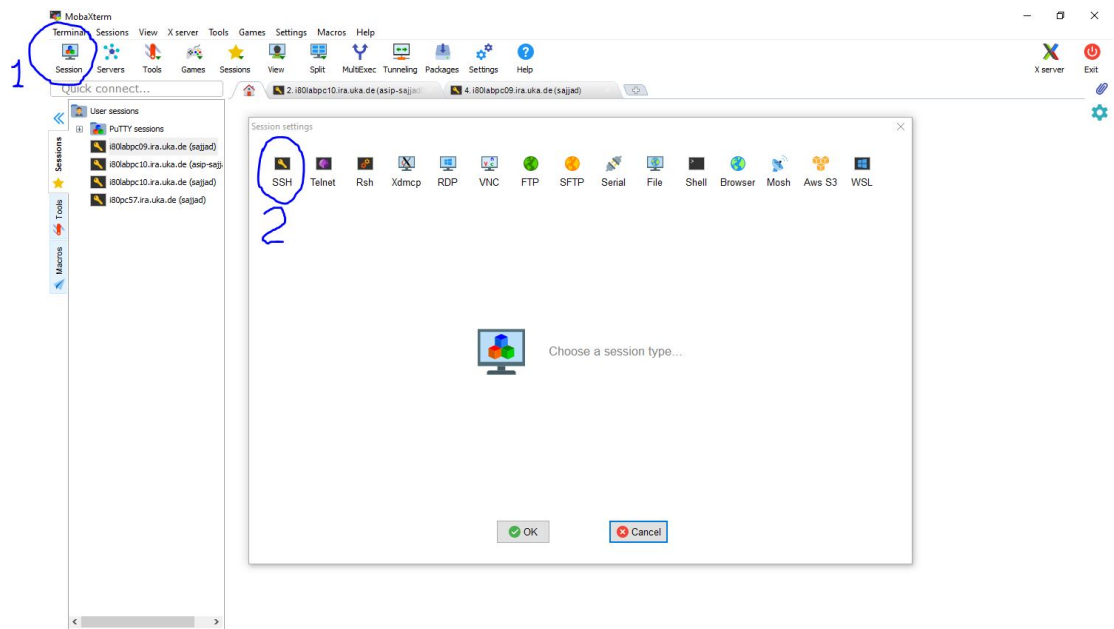 MobaXterm
Terminal Sessions View X server Tools Games Settings Macros Help
1
Session Servers Tools Games Sessions View Split MultiExec Tunneling Packages Settings Help X server Exit
Quick connect...
2. i80labpc10.ira.uka.de (asip-sajjad
4. i80labpc09.ira.uka.de (sajjad)
User sessions
PuTTY sessions
i80labpc09.ira.uka.de (sajjad)
i80labpc10.ira.uka.de (asip-sajj
i80labpc10.ira.uka.de (sajjad)
i80pc57.ira.uka.de (sajjad)
Sessions
Tools
Macros
Session settings
SSH Telnet Rsh Xdmcp RDP VNC FTP SFTP Serial File Shell Browser Mosh Aws S3 WSL
2
Choose a session type...
OK Cancel